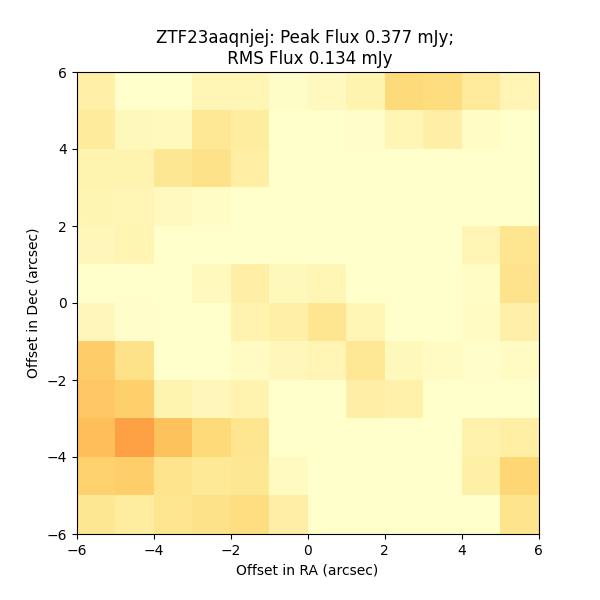 ZTF23aaqnjej: Peak Flux 0.377 mJy;
RMS Flux 0.134 mJy
6
4
2
0
−2
−4
−6
Offset in Dec (arcsec)
−6 −4 −2 0 2 4 6
Offset in RA (arcsec)